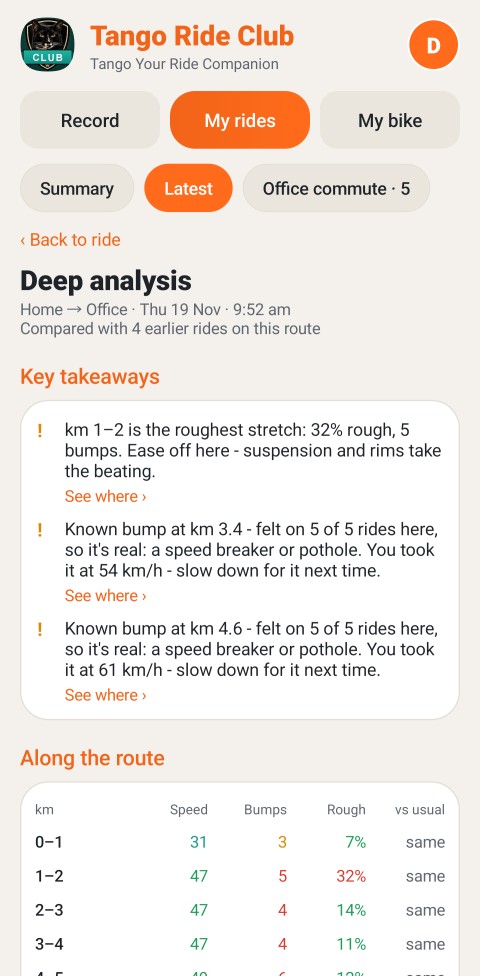 CLUB
Tango Ride Club
Tango Your Ride Companion
D
Record
My rides
My bike
Summary
Latest
Office commute · 5
‹ Back to ride
Deep analysis
Home → Office · Thu 19 Nov · 9:52 am
Compared with 4 earlier rides on this route
Key takeaways
! km 1–2 is the roughest stretch: 32% rough, 5
bumps. Ease off here - suspension and rims take
the beating.
See where ›
! Known bump at km 3.4 - felt on 5 of 5 rides here,
so it's real: a speed breaker or pothole. You took
it at 54 km/h - slow down for it next time.
See where ›
! Known bump at km 4.6 - felt on 5 of 5 rides here,
so it's real: a speed breaker or pothole. You took
it at 61 km/h - slow down for it next time.
See where ›
Along the route
km Speed Bumps Rough vs usual
0–1 31 3 7% same
1–2 47 5 32% same
2–3 47 4 14% same
3–4 47 4 11% same